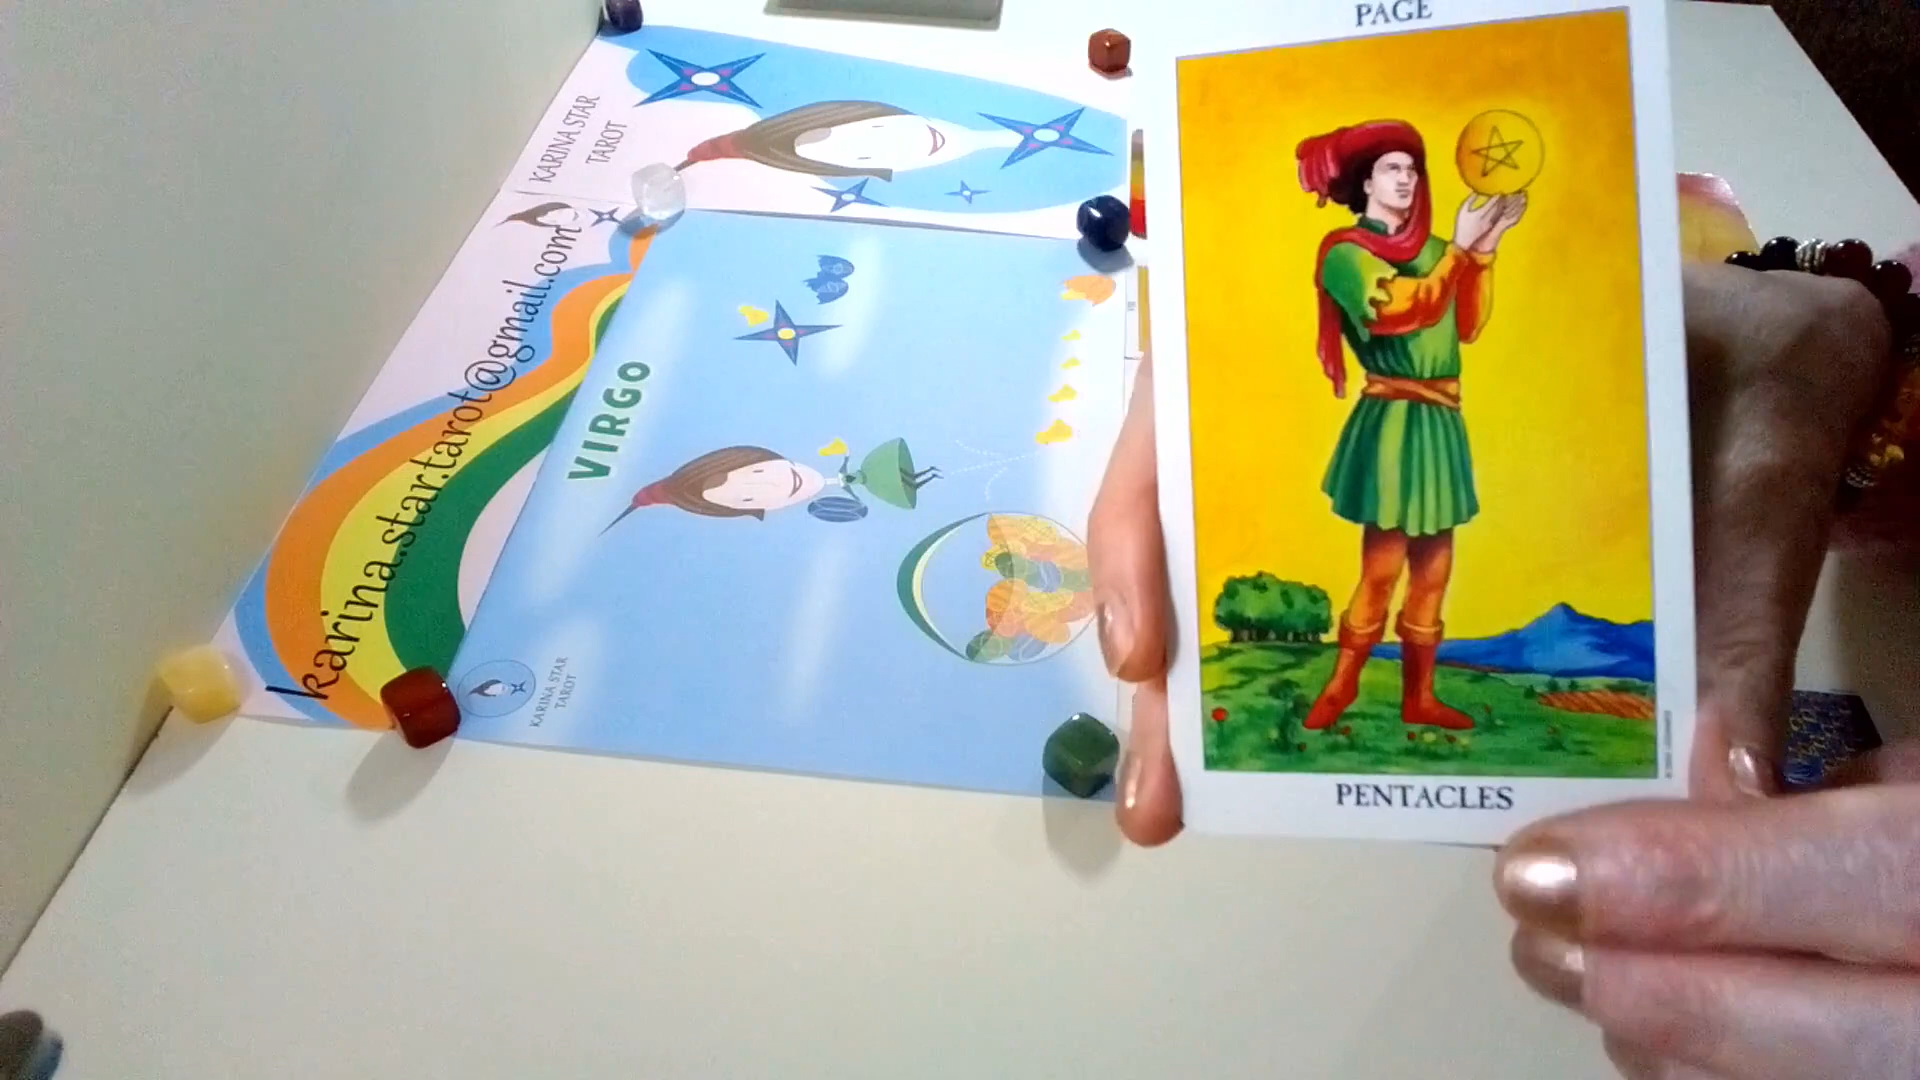 PAGE
PENTACLES
KARINA STAR
TAROT
karina.star.tarot@gmail.com
VIRGO
KARINA STAR
TAROT